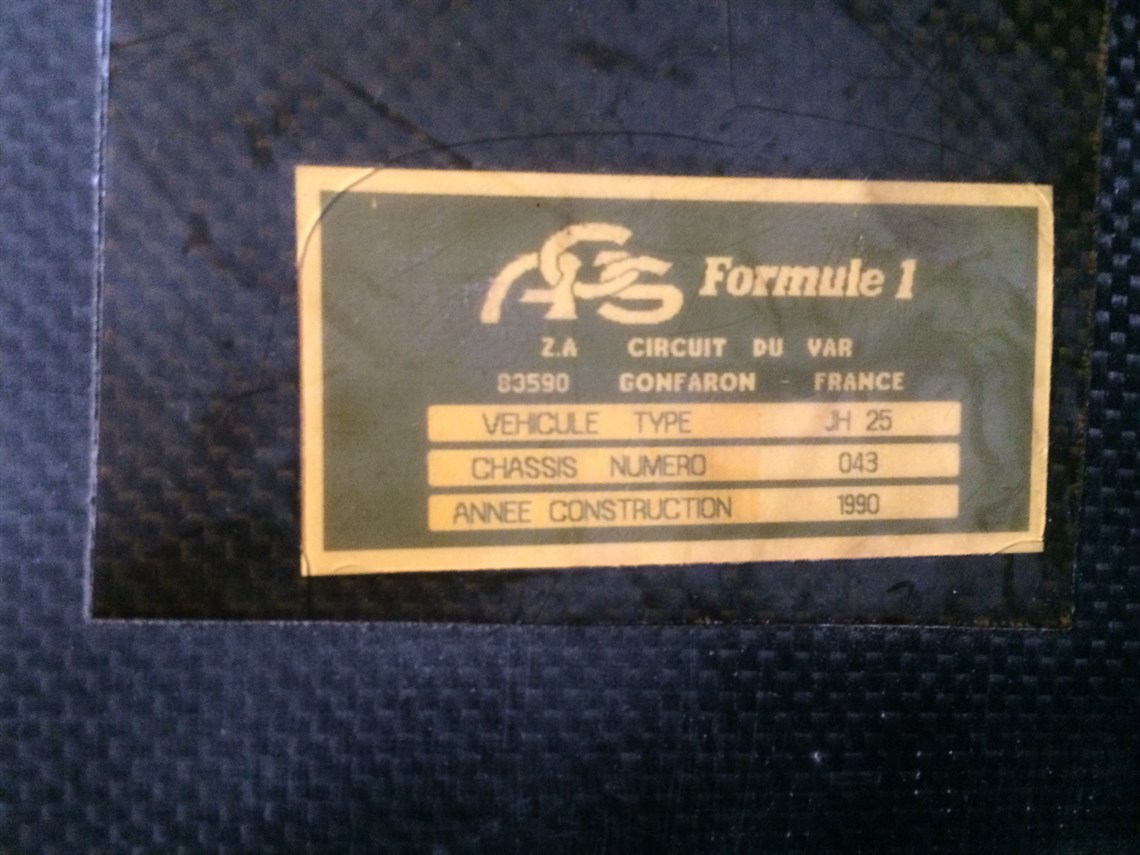 AGS Formule 1
Z.A CIRCUIT DU VAR
83590 GONFARON - FRANCE
VEHICULE TYPE JH 25
CHASSIS NUMERO 043
ANNEE CONSTRUCTION 1990